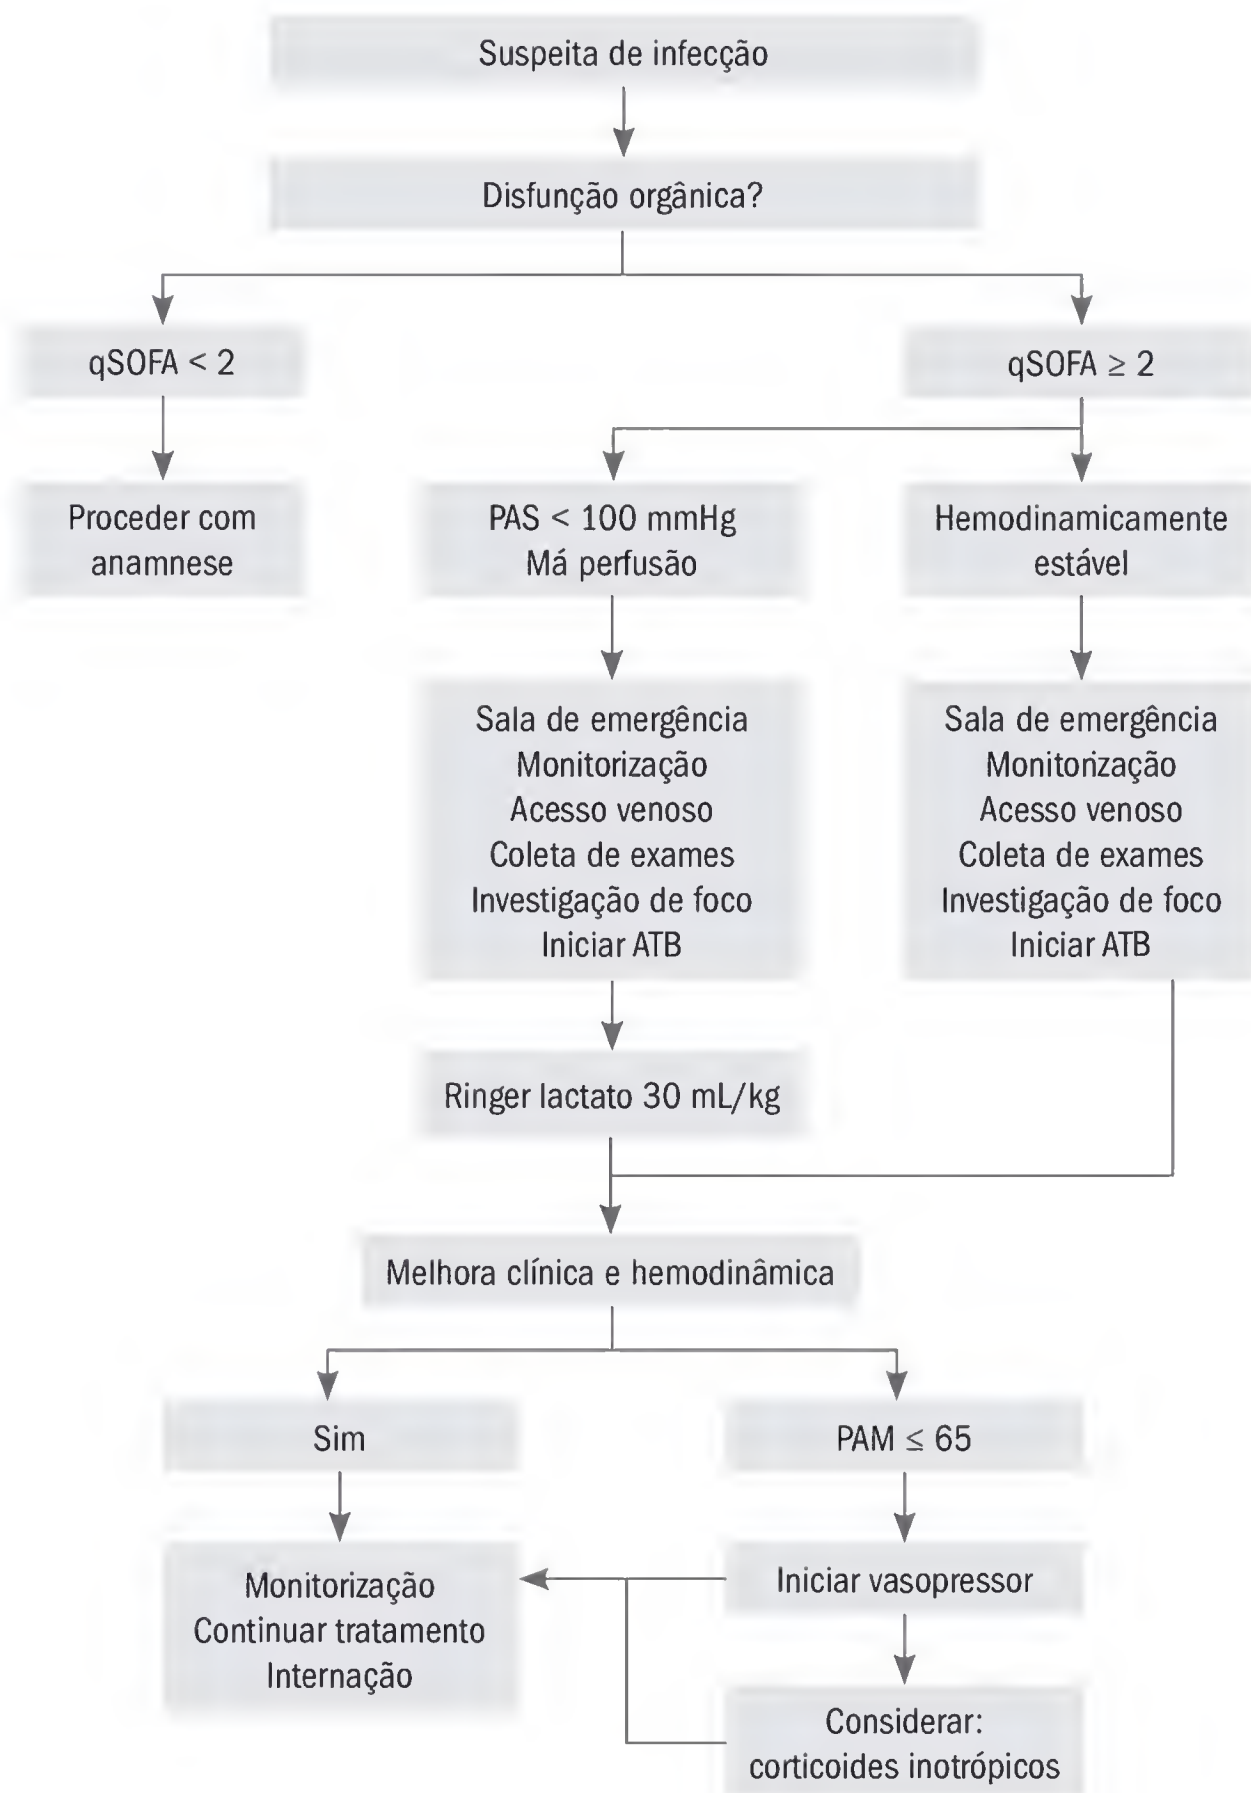 Suspeita de infecção
Disfunção orgânica?
qSOFA < 2
qSOFA ≥ 2
Proceder com
anamnese
PAS < 100 mmHg
Má perfusão
Hemodinamicamente
estável
Sala de emergência
Monitorização
Acesso venoso
Coleta de exames
Investigação de foco
Iniciar ATB
Sala de emergência
Monitorização
Acesso venoso
Coleta de exames
Investigação de foco
Iniciar ATB
Ringer lactato 30 mL/kg
Melhora clínica e hemodinâmica
Sim
PAM ≤ 65
Monitorização
Continuar tratamento
Internação
Iniciar vasopressor
Considerar:
corticoides inotrópicos